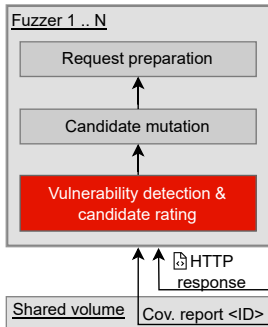 Fuzzer 1 .. N
Request preparation
Candidate mutation
Vulnerability detection &
candidate rating
HTTP
response
Shared volume
Cov. report <ID>